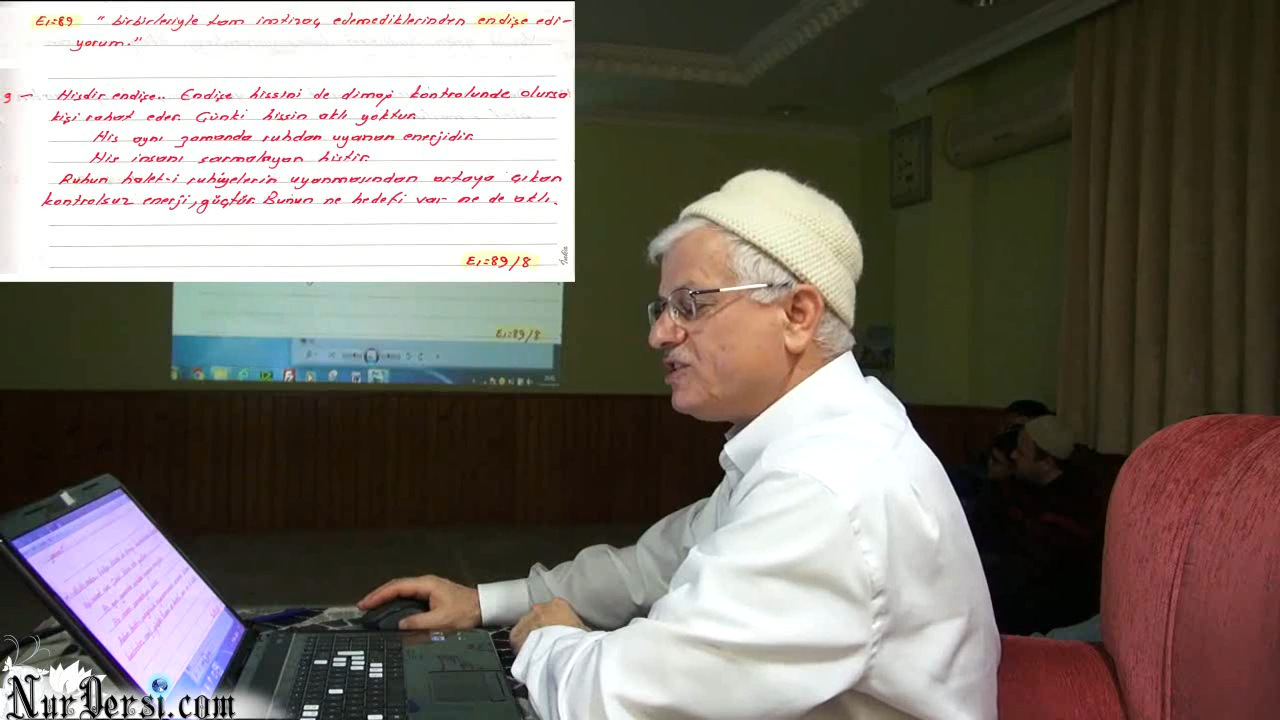 E1=89 " birbirleriyle tam imtizaç edemediklerinden endişe edi-
yorum."
9 - Hisdir endişe.. Endişe hissini de dimağ kontrolunde olursa
kişi rahat eder. Çünki hissin aklı yoktur.
His aynı zamanda ruhdan uyanan enerjidir.
His insanı sarmalayan histir.
Ruhun halet-i ruhiyelerin uyanmasından ortaya çıkan
kontrolsuz enerji, güçtür. Bunun ne hedefi var ne de aklı.
E1=89/8
E1=89/8
NurDersi.com